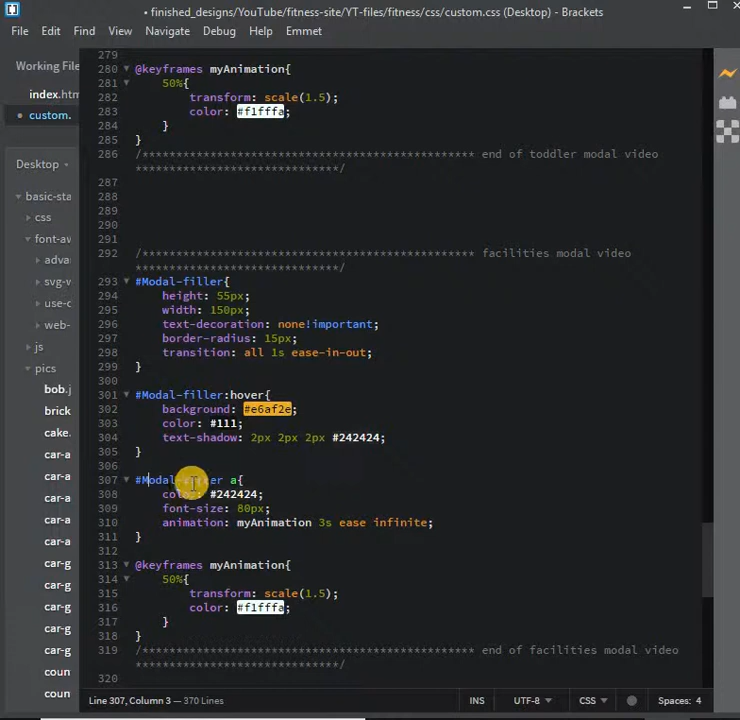 • finished_designs/YouTube/fitness-site/YT-files/fitness/css/custom.css (Desktop) - Brackets
File Edit Find View Navigate Debug Help Emmet
Working File
index.htm
• custom.
Desktop
basic-sta
css
font-aw
adva
svg-v
use-c
web-
js
pics
bob.j
brick
cake.
car-a
car-a
car-a
car-a
car-g
car-g
car-g
car-g
car-g
coun
coun
279
280 @keyframes myAnimation{
281 50%{
282 transform: scale(1.5);
283 color: #f1fffa;
284 }
285 }
286 /************************************************** end of toddler modal video
******************************/
287
288
289
290
291
292 /************************************************** facilities modal video
******************************/
293 #Modal-filler{
294 height: 55px;
295 width: 150px;
296 text-decoration: none!important;
297 border-radius: 15px;
298 transition: all 1s ease-in-out;
299 }
300
301 #Modal-filler:hover{
302 background: #e6af2e;
303 color: #111;
304 text-shadow: 2px 2px 2px #242424;
305 }
306
307 a{
308 color: #242424;
309 font-size: 80px;
310 animation: myAnimation 3s ease infinite;
311 }
312
313 @keyframes myAnimation{
314 50%{
315 transform: scale(1.5);
316 color: #f1fffa;
317 }
318 }
319 /************************************************** end of facilities modal video
******************************/
320
Line 307, Column 3 — 370 Lines INS UTF-8 CSS Spaces: 4